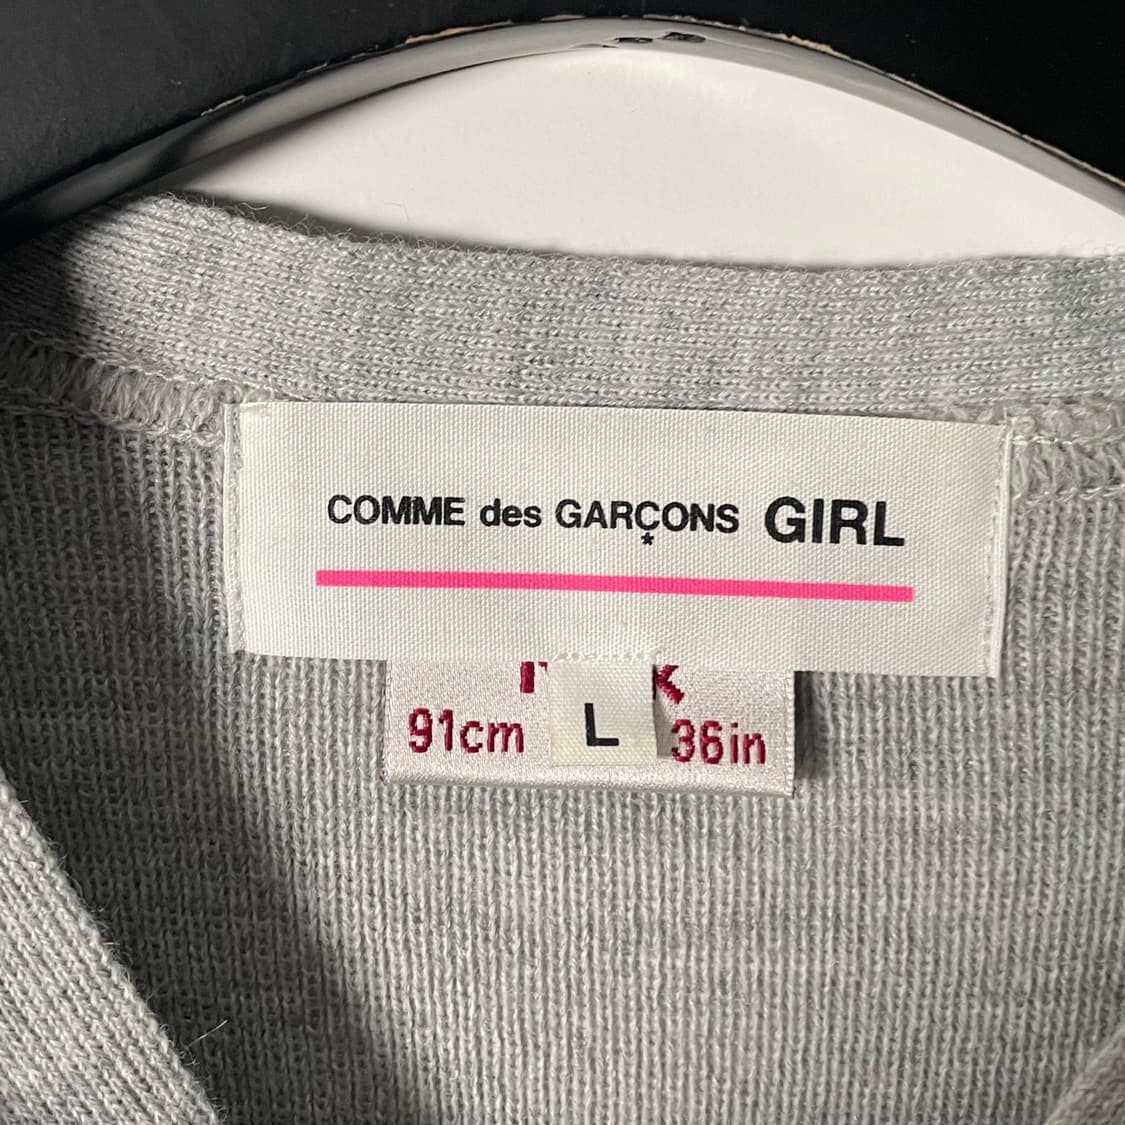 COMME des GARÇONS GIRL
91cm L 36in